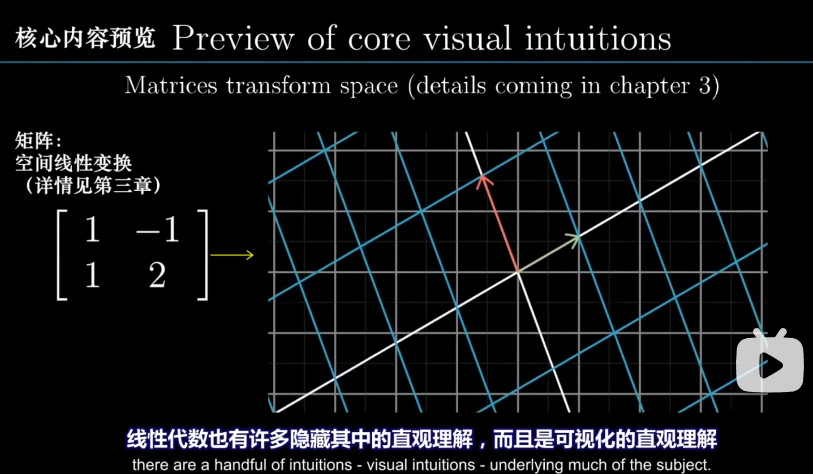 核心内容预览 Preview of core visual intuitions
Matrices transform space (details coming in chapter 3)
矩阵：
空间线性变换
（详情见第三章）
1 −1
1 2
线性代数也有许多隐藏其中的直观理解，而且是可视化的直观理解
there are a handful of intuitions - visual intuitions - underlying much of the subject.